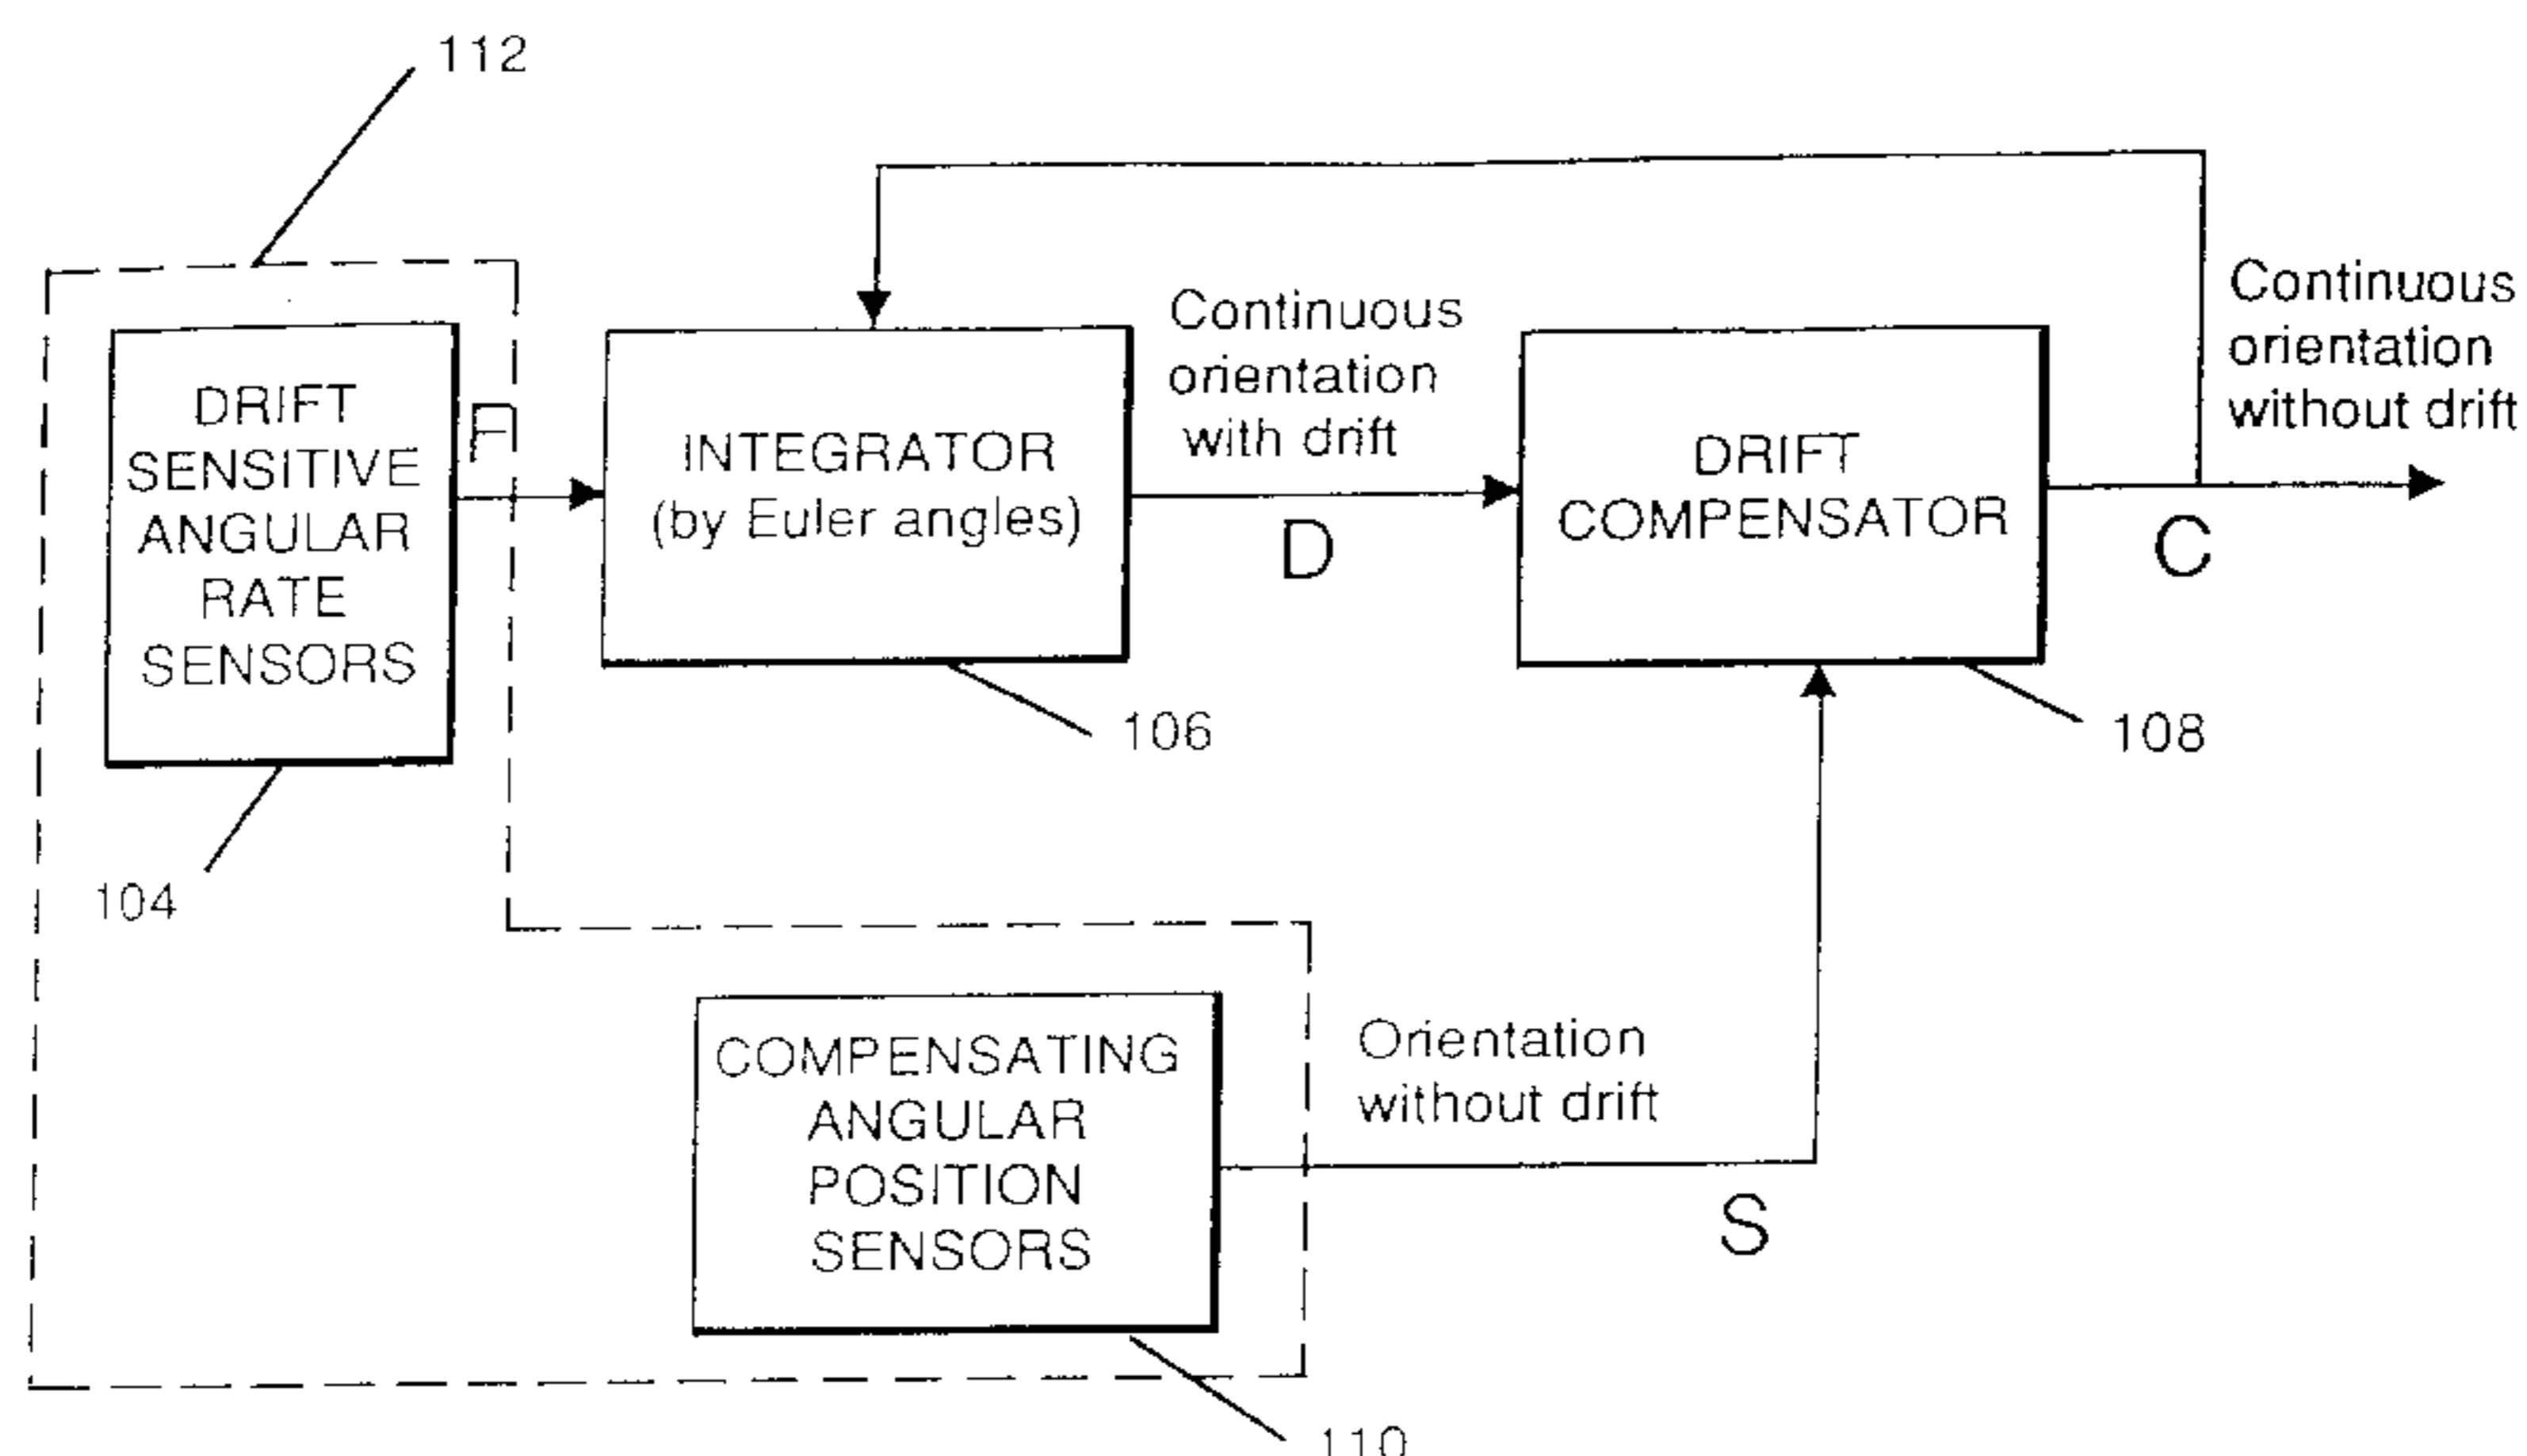 112
DRIFT
SENSITIVE
ANGULAR
RATE
SENSORS
104
INTEGRATOR
(by Euler angles)
106
Continuous
orientation
with drift
D
DRIFT
COMPENSATOR
108
Continuous
orientation
without drift
C
COMPENSATING
ANGULAR
POSITION
SENSORS
110
Orientation
without drift
S